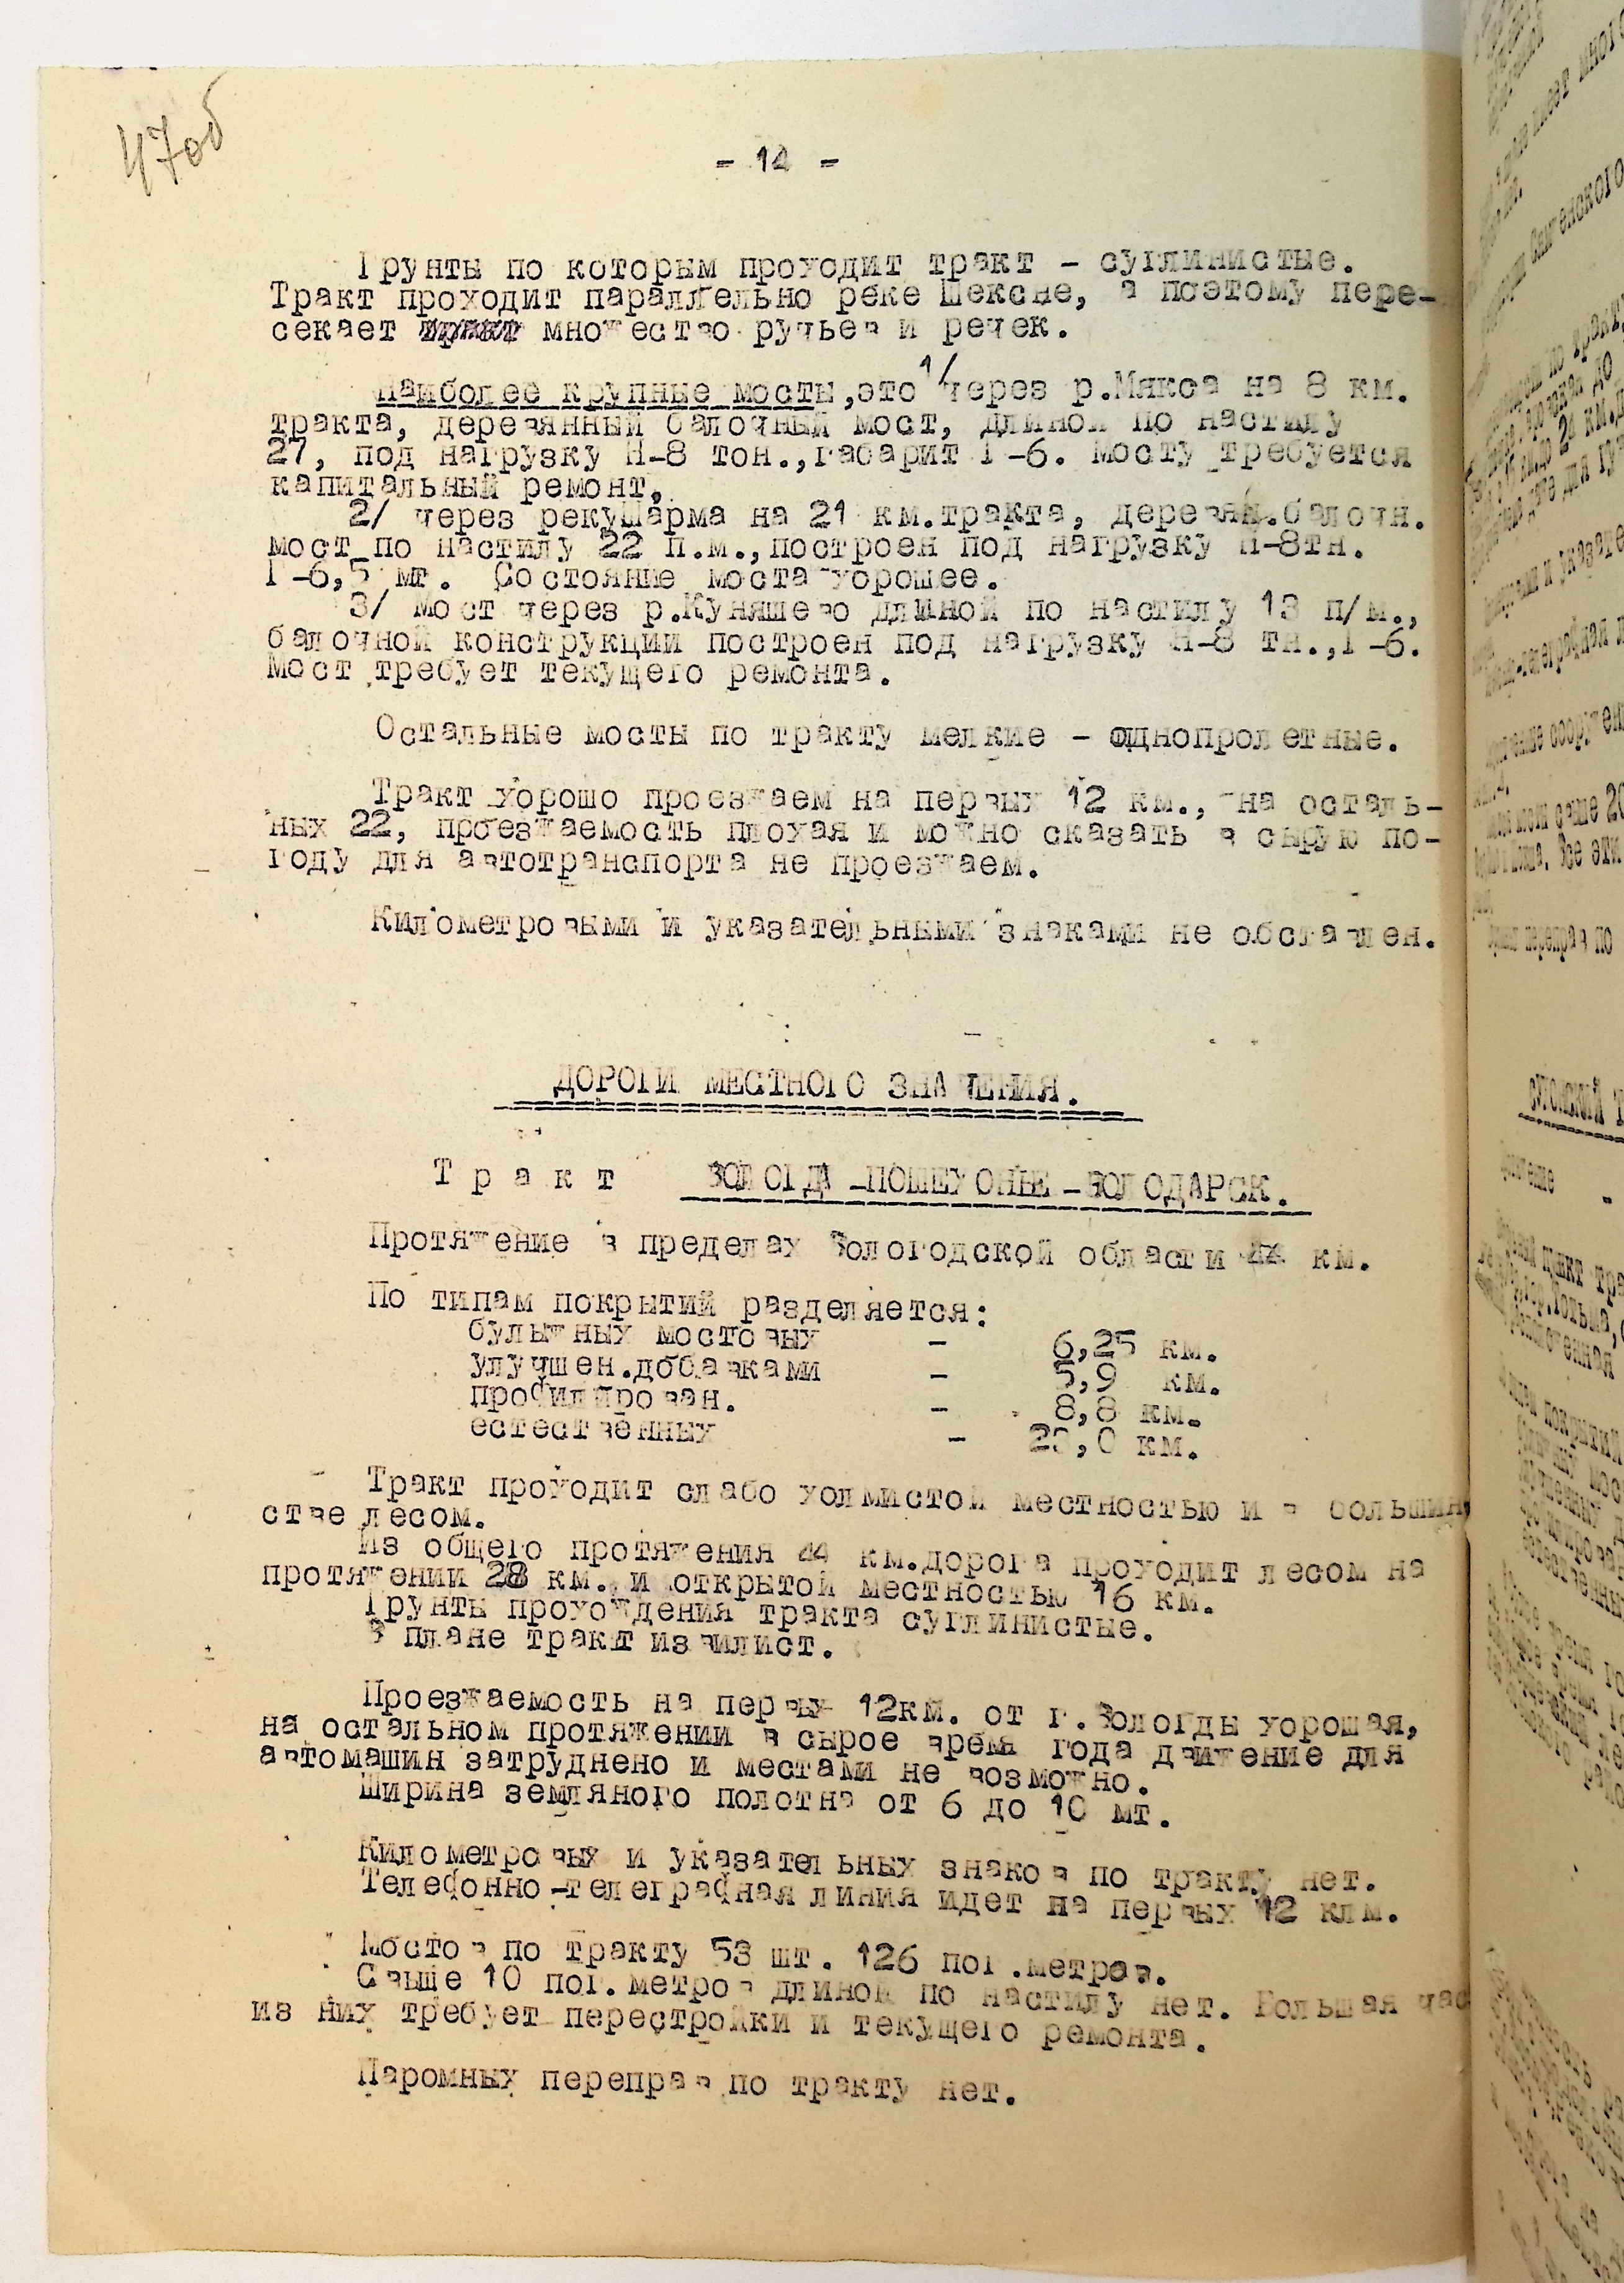 47об
- 14 -
Грунты по которым проходит тракт - суглинистые.
Тракт проходит параллельно реке Шексне, а поэтому пере-
секает множество ручьев и речек.
Наиболее крупные мосты,это 1/ через р.Мякса на 8 км.
тракта, деревянный балочный мост, длиной по настилу
27, под нагрузку Н-8 тон.,габарит Г-6. Мосту требуется
капитальный ремонт.
2/ через рекуШарма на 21 км.тракта, деревян.балочн.
мост по настилу 22 п.м.,построен под нагрузку Н-8тн.
Г-6,5 мт. Состояние моста хорошее.
3/ Мост через р.Куняшево длиной по настилу 13 п/м.,
балочной конструкции построен под нагрузку Н-8 тн.,Г-6.
Мост требует текущего ремонта.
Остальные мосты по тракту мелкие - однопролетные.
Тракт хорошо проезжаем на первых 12 км., на осталь-
ных 22, проезжаемость плохая и можно сказать в сырую по-
году для автотранспорта не проезжаем.
Километровыми и указательными знаками не обставлен.
ДОРОГИ МЕСТНОГО ЗНАЧЕНИЯ.
Тракт ВОЛОГДА-ПОШЕХОНЬЕ-ВОЛОДАРСК.
Протяжение в пределах Вологодской области 44 км.
По типам покрытий разделяется:
булыжных мостовых - 6,25 км.
улучшен.добавками - 5,9 км.
профилирован. - 8,8 км.
естественных - км.
Тракт проходит слабо холмистой местностью и в большин
стве лесом.
Из общего протяжения 44 км.дорога проходит лесом на
протяжении 28 км. и открытой местностью 16 км.
Грунты прохождения тракта суглинистые.
В плане тракт извилист.
Проезжаемость на первых 12км. от г.Вологды хорошая,
на остальном протяжении в сырое время года движение для
автомашин затруднено и местами не возможно.
Ширина земляного полотна от 6 до 10 мт.
Километровых и указательных знаков по тракту нет.
Телефонно-телеграфная линия идет на первых 12 клм.
Мостов по тракту 53 шт. 126 пог.метров.
Свыше 10 пог.метров длиной по настилу нет. Большая час
из них требует перестройки и текущего ремонта.
Паромных переправ по тракту нет.